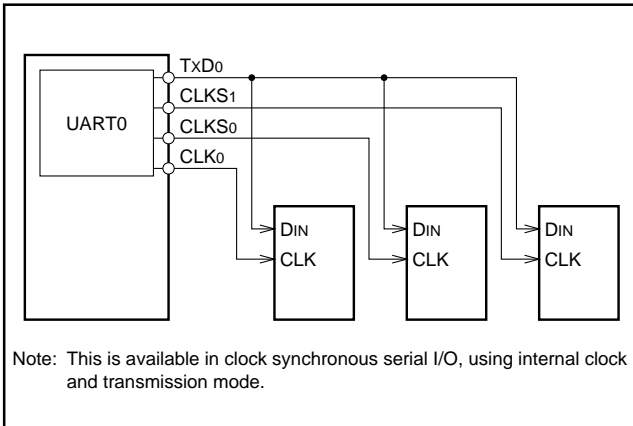 TxD0
CLKS1
UART0
CLKS0
CLK0
DIN
DIN
DIN
CLK
CLK
CLK
Note: This is available in clock synchronous serial I/O, using internal clock
and transmission mode.